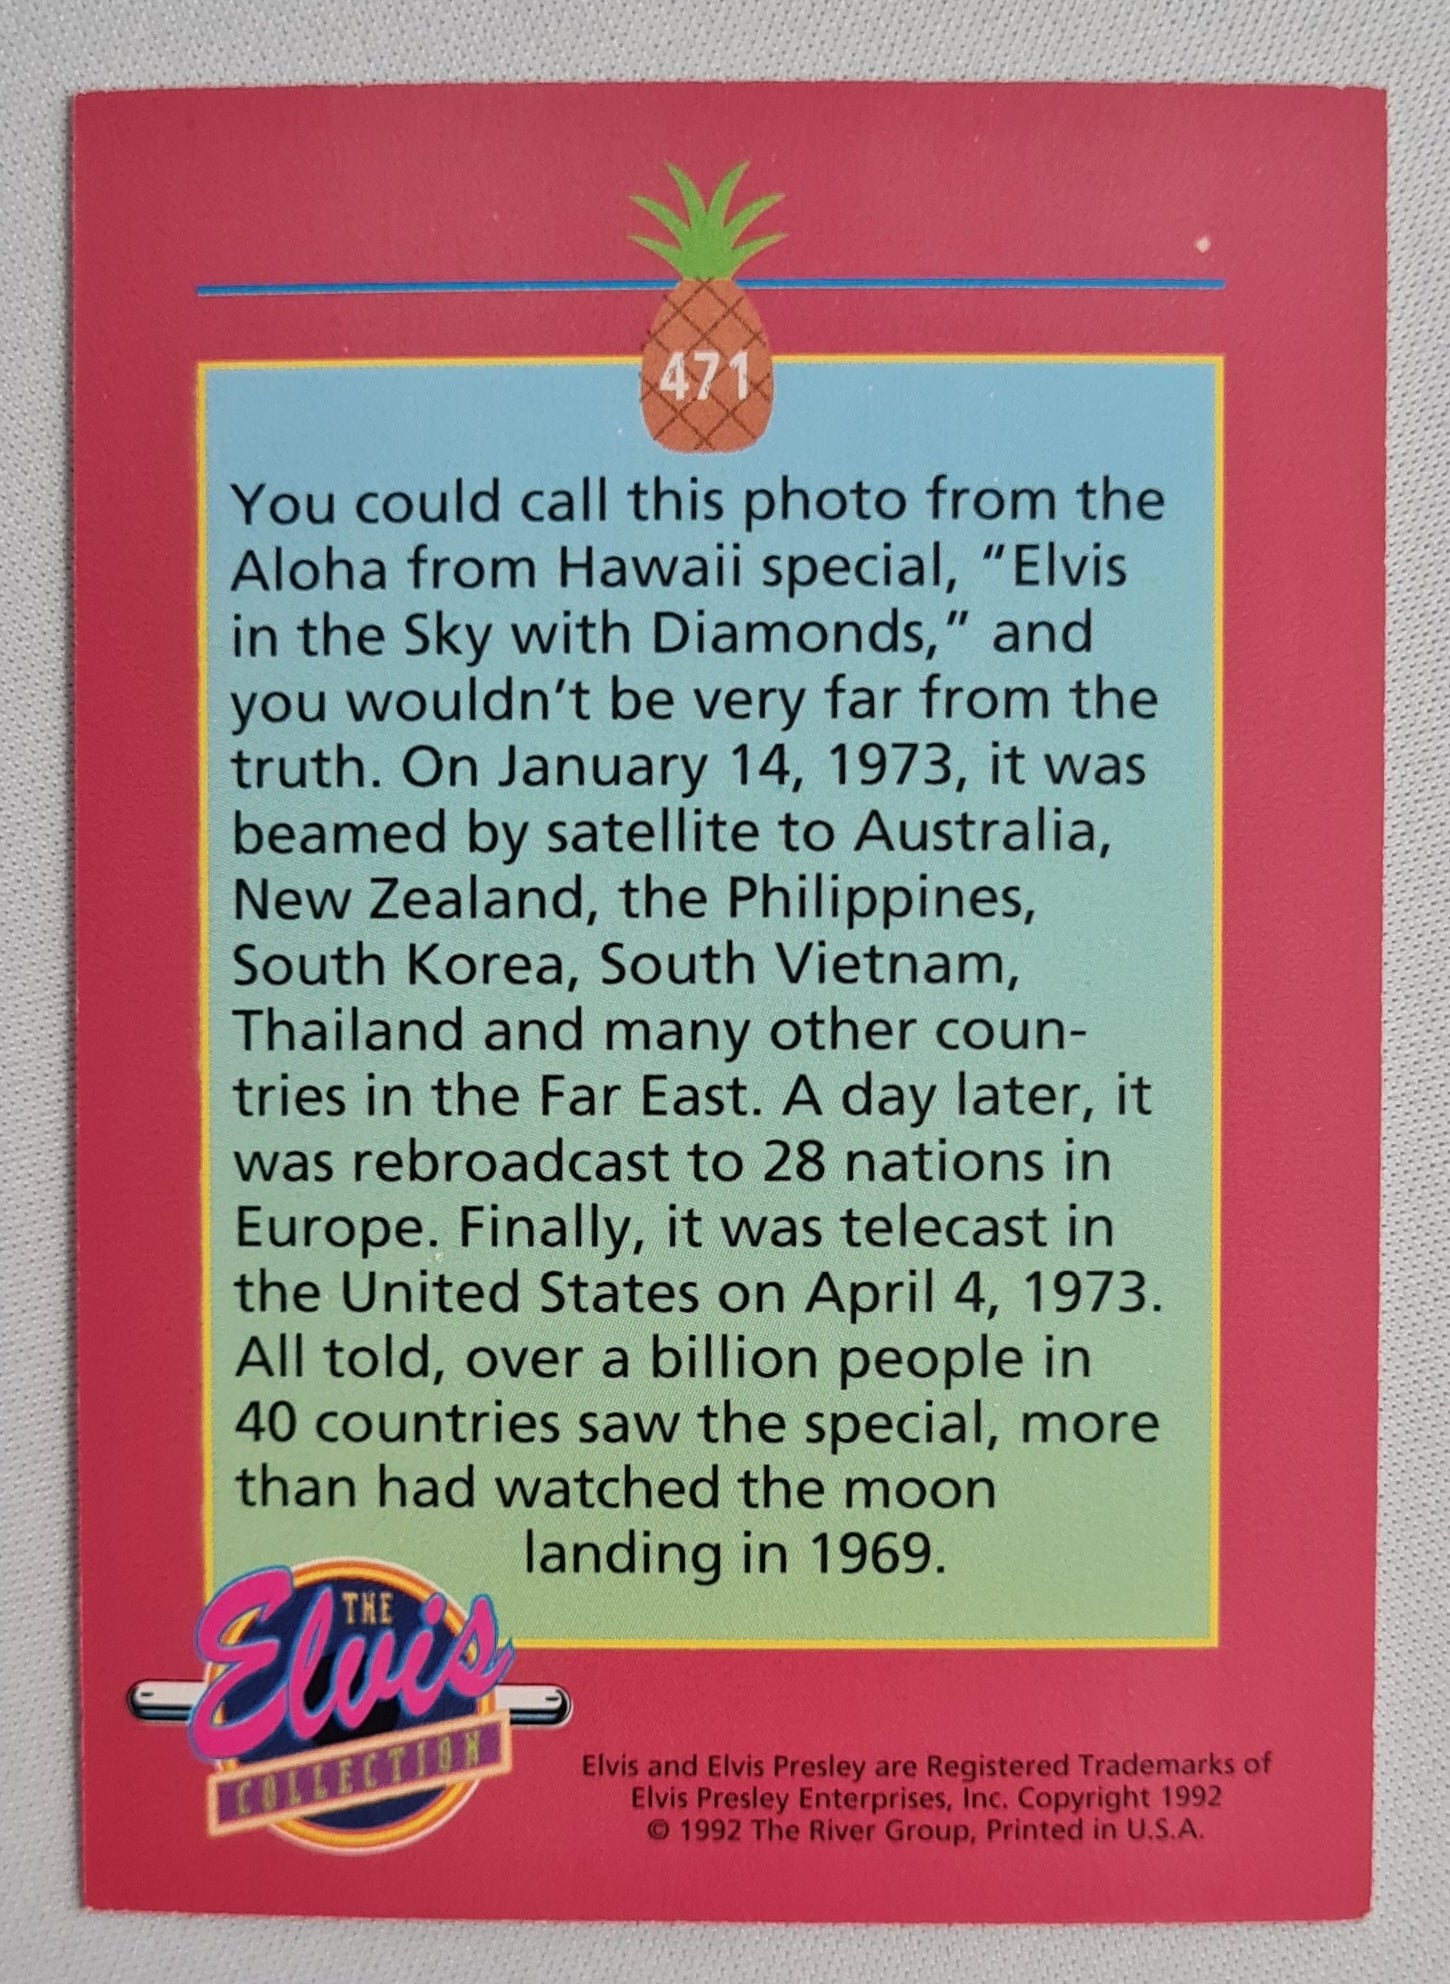 471
You could call this photo from the
Aloha from Hawaii special, “Elvis
in the Sky with Diamonds,” and
you wouldn’t be very far from the
truth. On January 14, 1973, it was
beamed by satellite to Australia,
New Zealand, the Philippines,
South Korea, South Vietnam,
Thailand and many other coun-
tries in the Far East. A day later, it
was rebroadcast to 28 nations in
Europe. Finally, it was telecast in
the United States on April 4, 1973.
All told, over a billion people in
40 countries saw the special, more
than had watched the moon
landing in 1969.
THE
Elvis
COLLECTION
Elvis and Elvis Presley are Registered Trademarks of
Elvis Presley Enterprises, Inc. Copyright 1992
© 1992 The River Group, Printed in U.S.A.